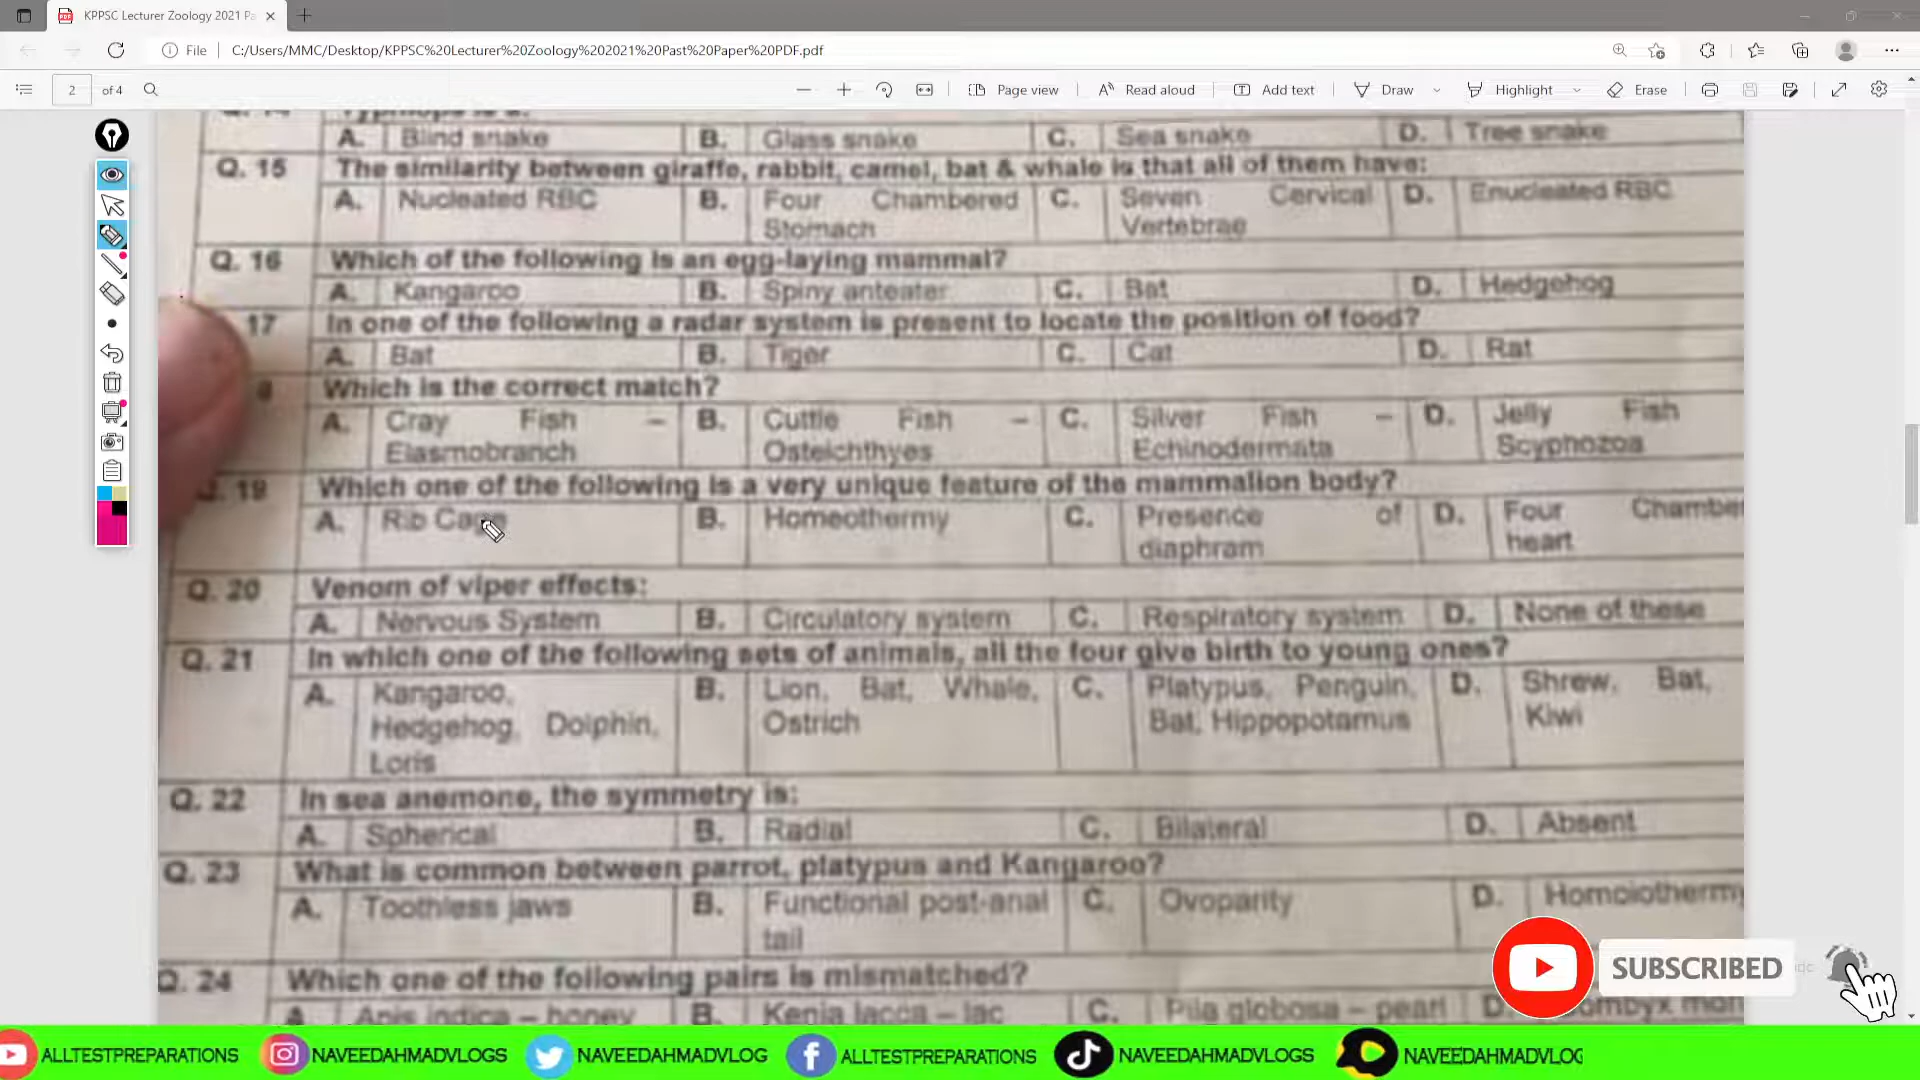 KPPSC Lecturer Zoology 2021 Pa
File C:/Users/MMC/Desktop/KPPSC%20Lecturer%20Zoology%202021%20Past%20Paper%20PDF.pdf
2 of 4 Page view Read aloud Add text Draw Highlight Erase
A. Blind snake B. Glass snake C. Sea snake D. Tree snake
Q. 15 The similarity between giraffe, rabbit, camel, bat & whale is that all of them have:
A. Nucleated RBC B. Four Chambered C. Seven Cervical D. Enucleated RBC
Stomach Vertebrae
Q. 16 Which of the following is an egg-laying mammal?
A. Kangaroo B. Spiny anteater C. Bat D. Hedgehog
17 In one of the following a radar system is present to locate the position of food?
A. Bat B. Tiger C. Cat D. Rat
8 Which is the correct match?
A. Cray Fish – B. Cuttle Fish – C. Silver Fish – D. Jelly Fish
Elasmobranch Osteichthyes Echinodermata Scyphozoa
19 Which one of the following is a very unique feature of the mammalion body?
A. Rib Cage B. Homeothermy C. Presence of D. Four Chamber
diaphram heart
Q. 20 Venom of viper effects:
A. Nervous System B. Circulatory system C. Respiratory system D. None of these
Q. 21 In which one of the following sets of animals, all the four give birth to young ones?
A. Kangaroo, B. Lion, Bat, Whale, C. Platypus, Penguin, D. Shrew, Bat,
Hedgehog, Dolphin, Ostrich Bat, Hippopotamus Kiwi
Loris
Q. 22 In sea anemone, the symmetry is:
A. Spherical B. Radial C. Bilateral D. Absent
Q. 23 What is common between parrot, platypus and Kangaroo?
A. Toothless jaws B. Functional post-anal C. Ovoparity D. Homoiothermy
tail
Q. 24 Which one of the following pairs is mismatched?
A. Apis indica – honey B. Kenia lacca – lac C. Pila globosa – pearl D.
SUBSCRIBED
ALLTESTPREPARATIONS NAVEEDAHMADVLOGS NAVEEDAHMADVLOG ALLTESTPREPARATIONS NAVEEDAHMADVLOGS NAVEEDAHMADVLOG